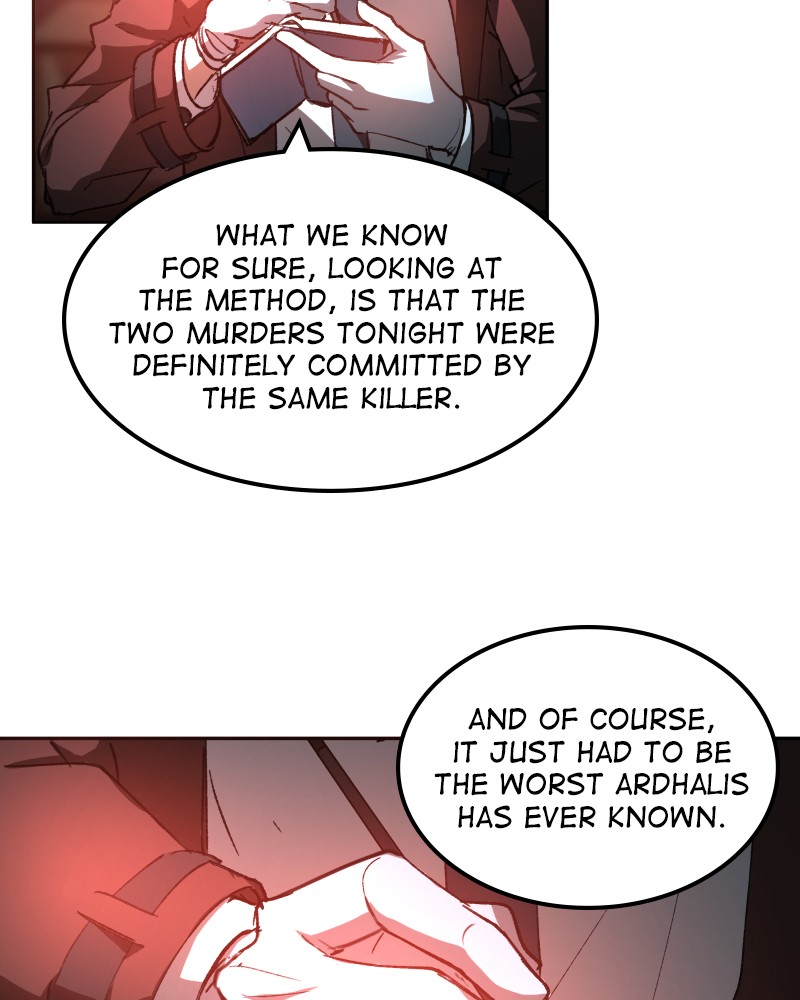 WHAT WE KNOW
FOR SURE, LOOKING AT
THE METHOD, IS THAT THE
TWO MURDERS TONIGHT WERE
DEFINITELY COMMITTED BY
THE SAME KILLER.
AND OF COURSE,
IT JUST HAD TO BE
THE WORST ARDHALIS
HAS EVER KNOWN.